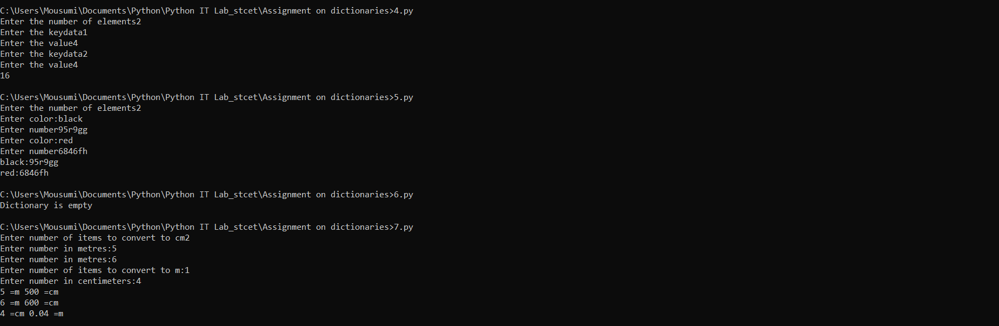 C:\Users\Mousumi\Documents\Python\Python IT Lab_stcet\Assignment on dictionaries>4.py
Enter the number of elements2
Enter the keydata1
Enter the value4
Enter the keydata2
Enter the value4
16
C:\Users\Mousumi\Documents\Python\Python IT Lab_stcet\Assignment on dictionaries>5.py
Enter the number of elements2
Enter color:black
Enter number95r9gg
Enter color:red
Enter number6846fh
black:95r9gg
red:6846fh
C:\Users\Mousumi\Documents\Python\Python IT Lab_stcet\Assignment on dictionaries>6.py
Dictionary is empty
C:\Users\Mousumi\Documents\Python\Python IT Lab_stcet\Assignment on dictionaries>7.py
Enter number of items to convert to cm2
Enter number in metres:5
Enter number in metres:6
Enter number of items to convert to m:1
Enter number in centimeters:4
5 =m 500 =cm
6 =m 600 =cm
4 =cm 0.04 =m